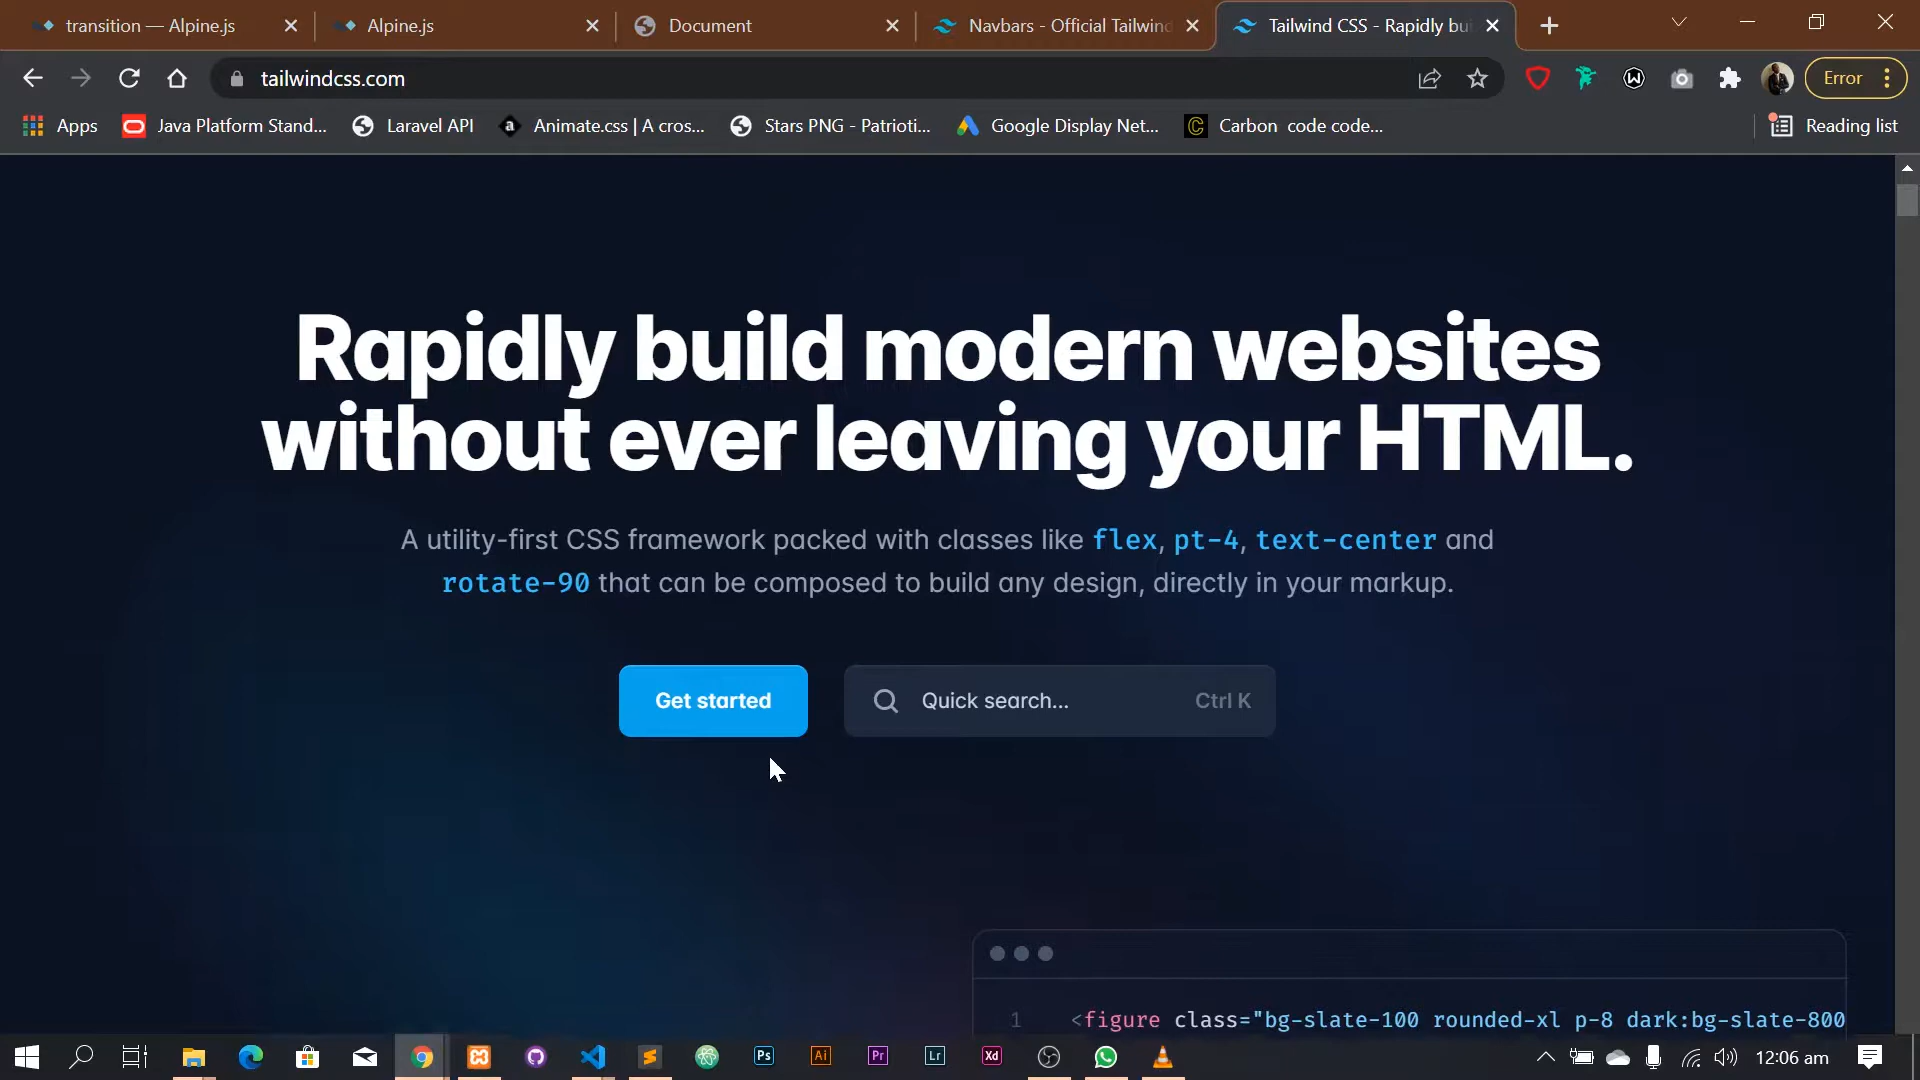 transition — Alpine.js
Alpine.js
Document
Navbars - Official Tailwind
Tailwind CSS - Rapidly bui
tailwindcss.com
Error
Apps
Java Platform Stand...
Laravel API
Animate.css | A cros...
Stars PNG - Patrioti...
Google Display Net...
Carbon code code...
Reading list
Rapidly build modern websites
without ever leaving your HTML.
A utility-first CSS framework packed with classes like flex, pt-4, text-center and
rotate-90 that can be composed to build any design, directly in your markup.
Get started
Quick search...
Ctrl K
1 <figure class="bg-slate-100 rounded-xl p-8 dark:bg-slate-800
Ps
Ai
Pr
Lr
Xd
12:06 am